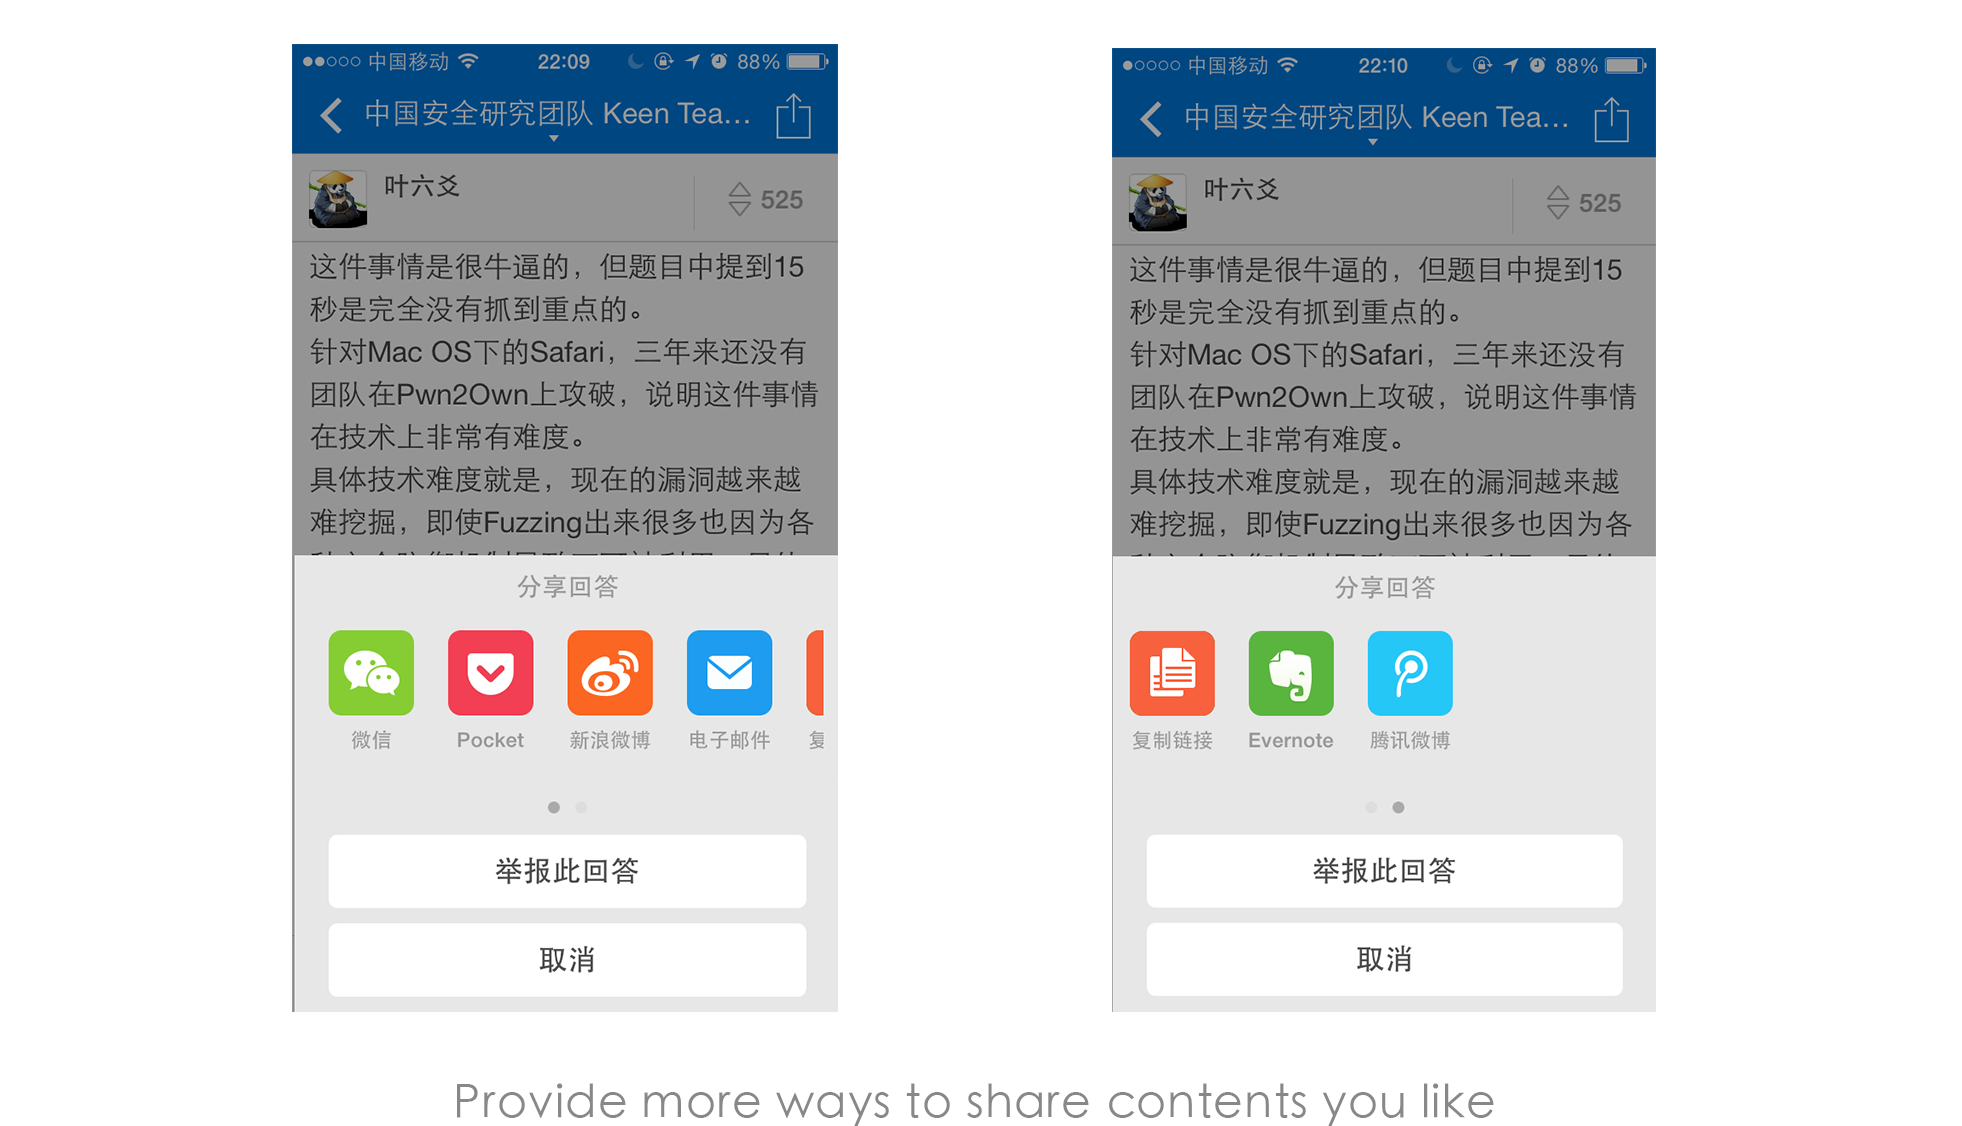 中国移动 22:09 88%
中国安全研究团队 Keen Tea...
叶六爻
525
这件事情是很牛逼的，但题目中提到15
秒是完全没有抓到重点的。
针对Mac OS下的Safari，三年来还没有
团队在Pwn2Own上攻破，说明这件事情
在技术上非常有难度。
具体技术难度就是，现在的漏洞越来越
难挖掘，即使Fuzzing出来很多也因为各
分享回答
微信 Pocket 新浪微博 电子邮件 复
举报此回答
取消
中国移动 22:10 88%
中国安全研究团队 Keen Tea...
叶六爻
525
这件事情是很牛逼的，但题目中提到15
秒是完全没有抓到重点的。
针对Mac OS下的Safari，三年来还没有
团队在Pwn2Own上攻破，说明这件事情
在技术上非常有难度。
具体技术难度就是，现在的漏洞越来越
难挖掘，即使Fuzzing出来很多也因为各
分享回答
复制链接 Evernote 腾讯微博
举报此回答
取消
Provide more ways to share contents you like